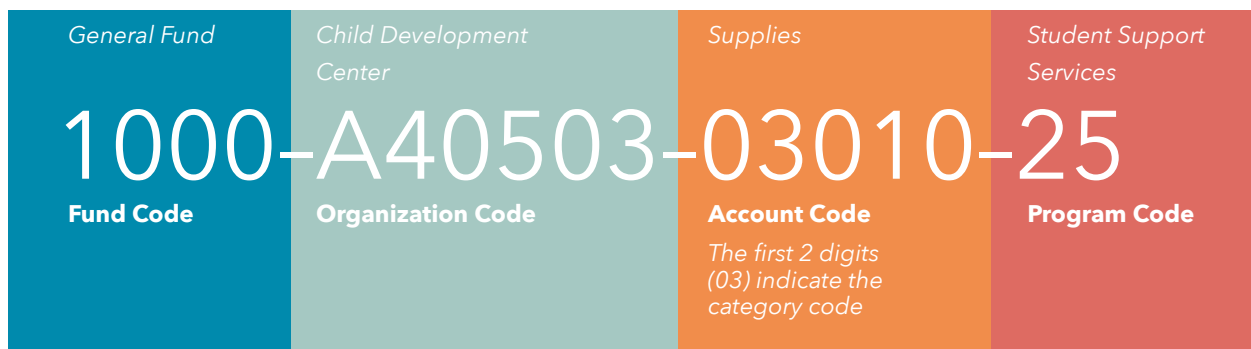 General Fund
Child Development
Center
Supplies
Student Support
Services
1000–A40503–03010–25
Fund Code
Organization Code
Account Code
Program Code
The first 2 digits
(03) indicate the
category code